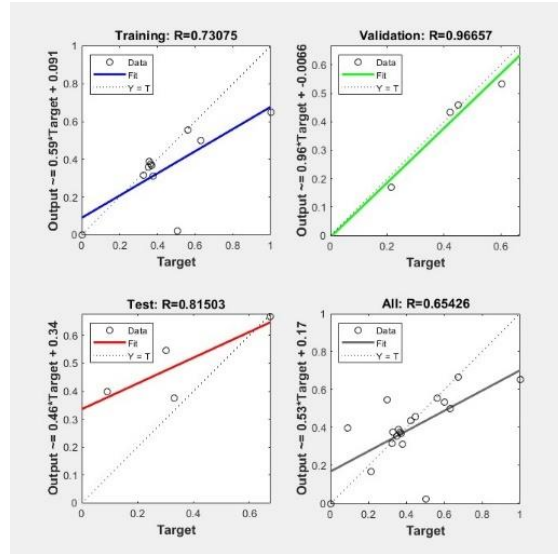 Training: R=0.73075
Output ~= 0.59*Target + 0.091
1
0.8
0.6
0.4
0.2
0
Data
Fit
Y = T
0
0.2
0.4
0.6
0.8
1
Target
Validation: R=0.96657
Output ~= 0.96*Target + -0.0066
0.6
0.5
0.4
0.3
0.2
0.1
0
Data
Fit
Y = T
0
0.2
0.4
0.6
Target
Test: R=0.81503
Output ~= 0.46*Target + 0.34
0.6
0.5
0.4
0.3
0.2
0.1
0
Data
Fit
Y = T
0
0.2
0.4
0.6
Target
All: R=0.65426
Output ~= 0.53*Target + 0.17
1
0.8
0.6
0.4
0.2
0
Data
Fit
Y = T
0
0.2
0.4
0.6
0.8
1
Target